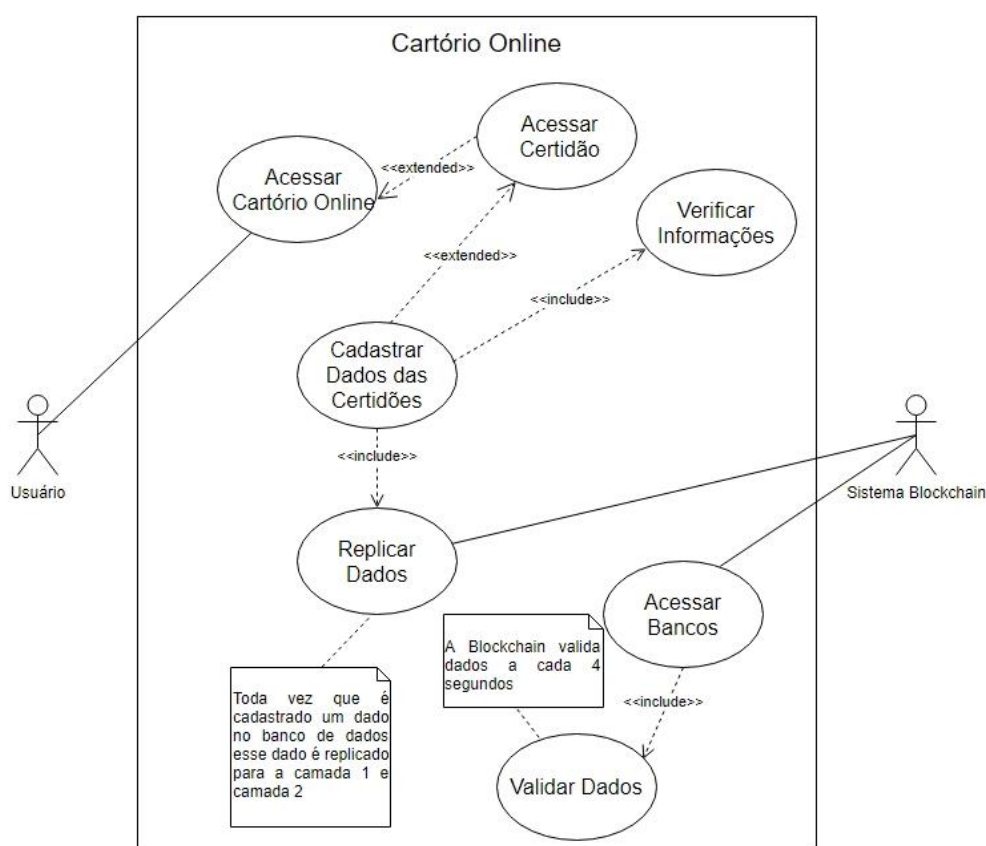 Cartório Online
Acessar
Certidão
<<extended>>
Acessar
Cartório Online
Verificar
Informações
<<extended>>
<<include>>
Cadastrar
Dados das
Certidões
<<include>>
Usuário
Sistema Blockchain
Replicar
Dados
Acessar
Bancos
A Blockchain valida
dados a cada 4
segundos
<<include>>
Toda vez que é
cadastrado um dado
no banco de dados
esse dado é replicado
para a camada 1 e
camada 2
Validar Dados